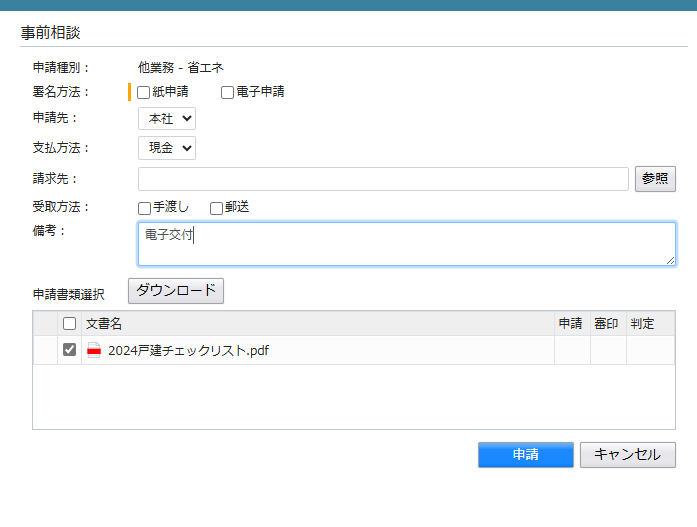 事前相談
申請種別： 他業務 - 省エネ
署名方法： 紙申請 電子申請
申請先： 本社
支払方法： 現金
請求先： 参照
受取方法： 手渡し 郵送
備考： 電子交付
申請書類選択 ダウンロード
文書名 申請 審印 判定
2024戸建チェックリスト.pdf
申請 キャンセル